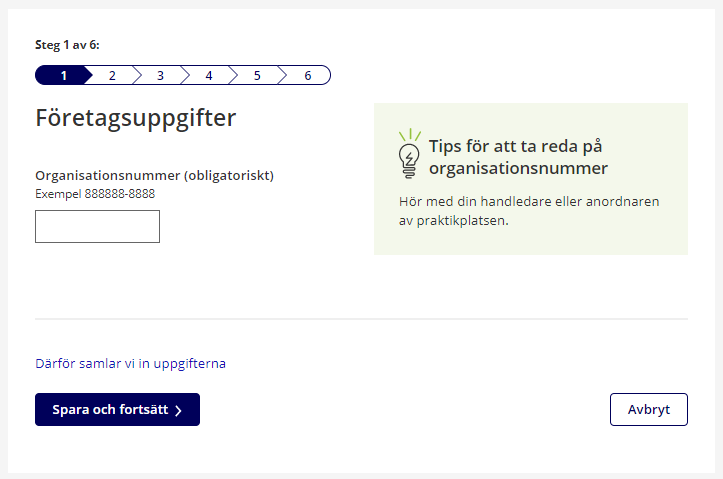 Steg 1 av 6:
1 2 3 4 5 6
Företagsuppgifter
Organisationsnummer (obligatoriskt)
Exempel 888888-8888
Tips för att ta reda på
organisationsnummer
Hör med din handledare eller anordnaren
av praktikplatsen.
Därför samlar vi in uppgifterna
Spara och fortsätt
Avbryt